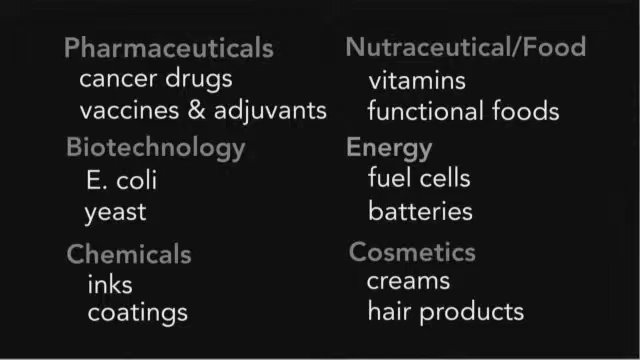 Pharmaceuticals
cancer drugs
vaccines & adjuvants
Biotechnology
E. coli
yeast
Chemicals
inks
coatings
Nutraceutical/Food
vitamins
functional foods
Energy
fuel cells
batteries
Cosmetics
creams
hair products